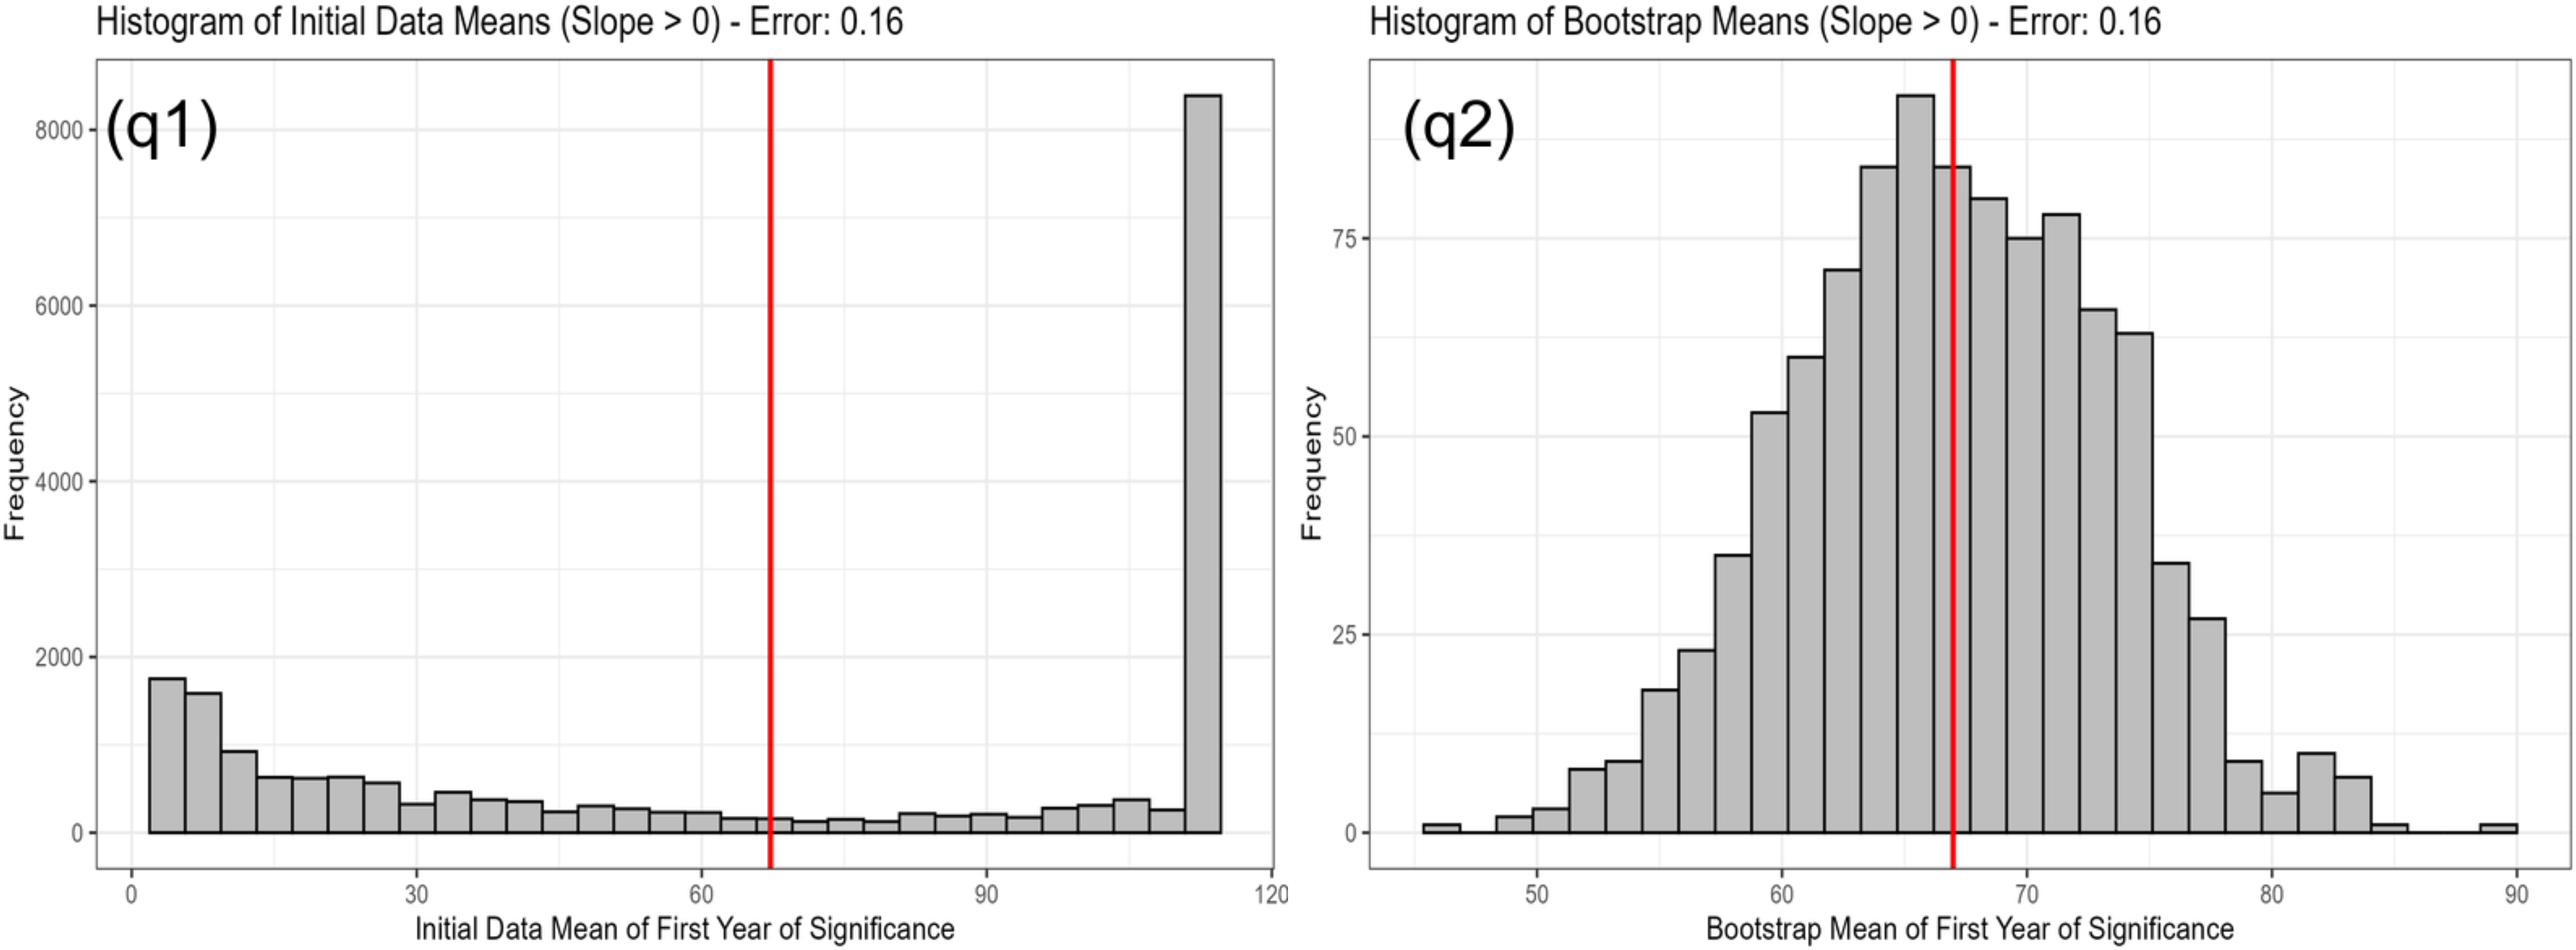 Histogram of Initial Data Means (Slope > 0) - Error: 0.16
(q1)
Frequency
8000
6000
4000
2000
0
0 30 60 90 120
Initial Data Mean of First Year of Significance
Histogram of Bootstrap Means (Slope > 0) - Error: 0.16
(q2)
Frequency
75
50
25
0
50 60 70 80 90
Bootstrap Mean of First Year of Significance